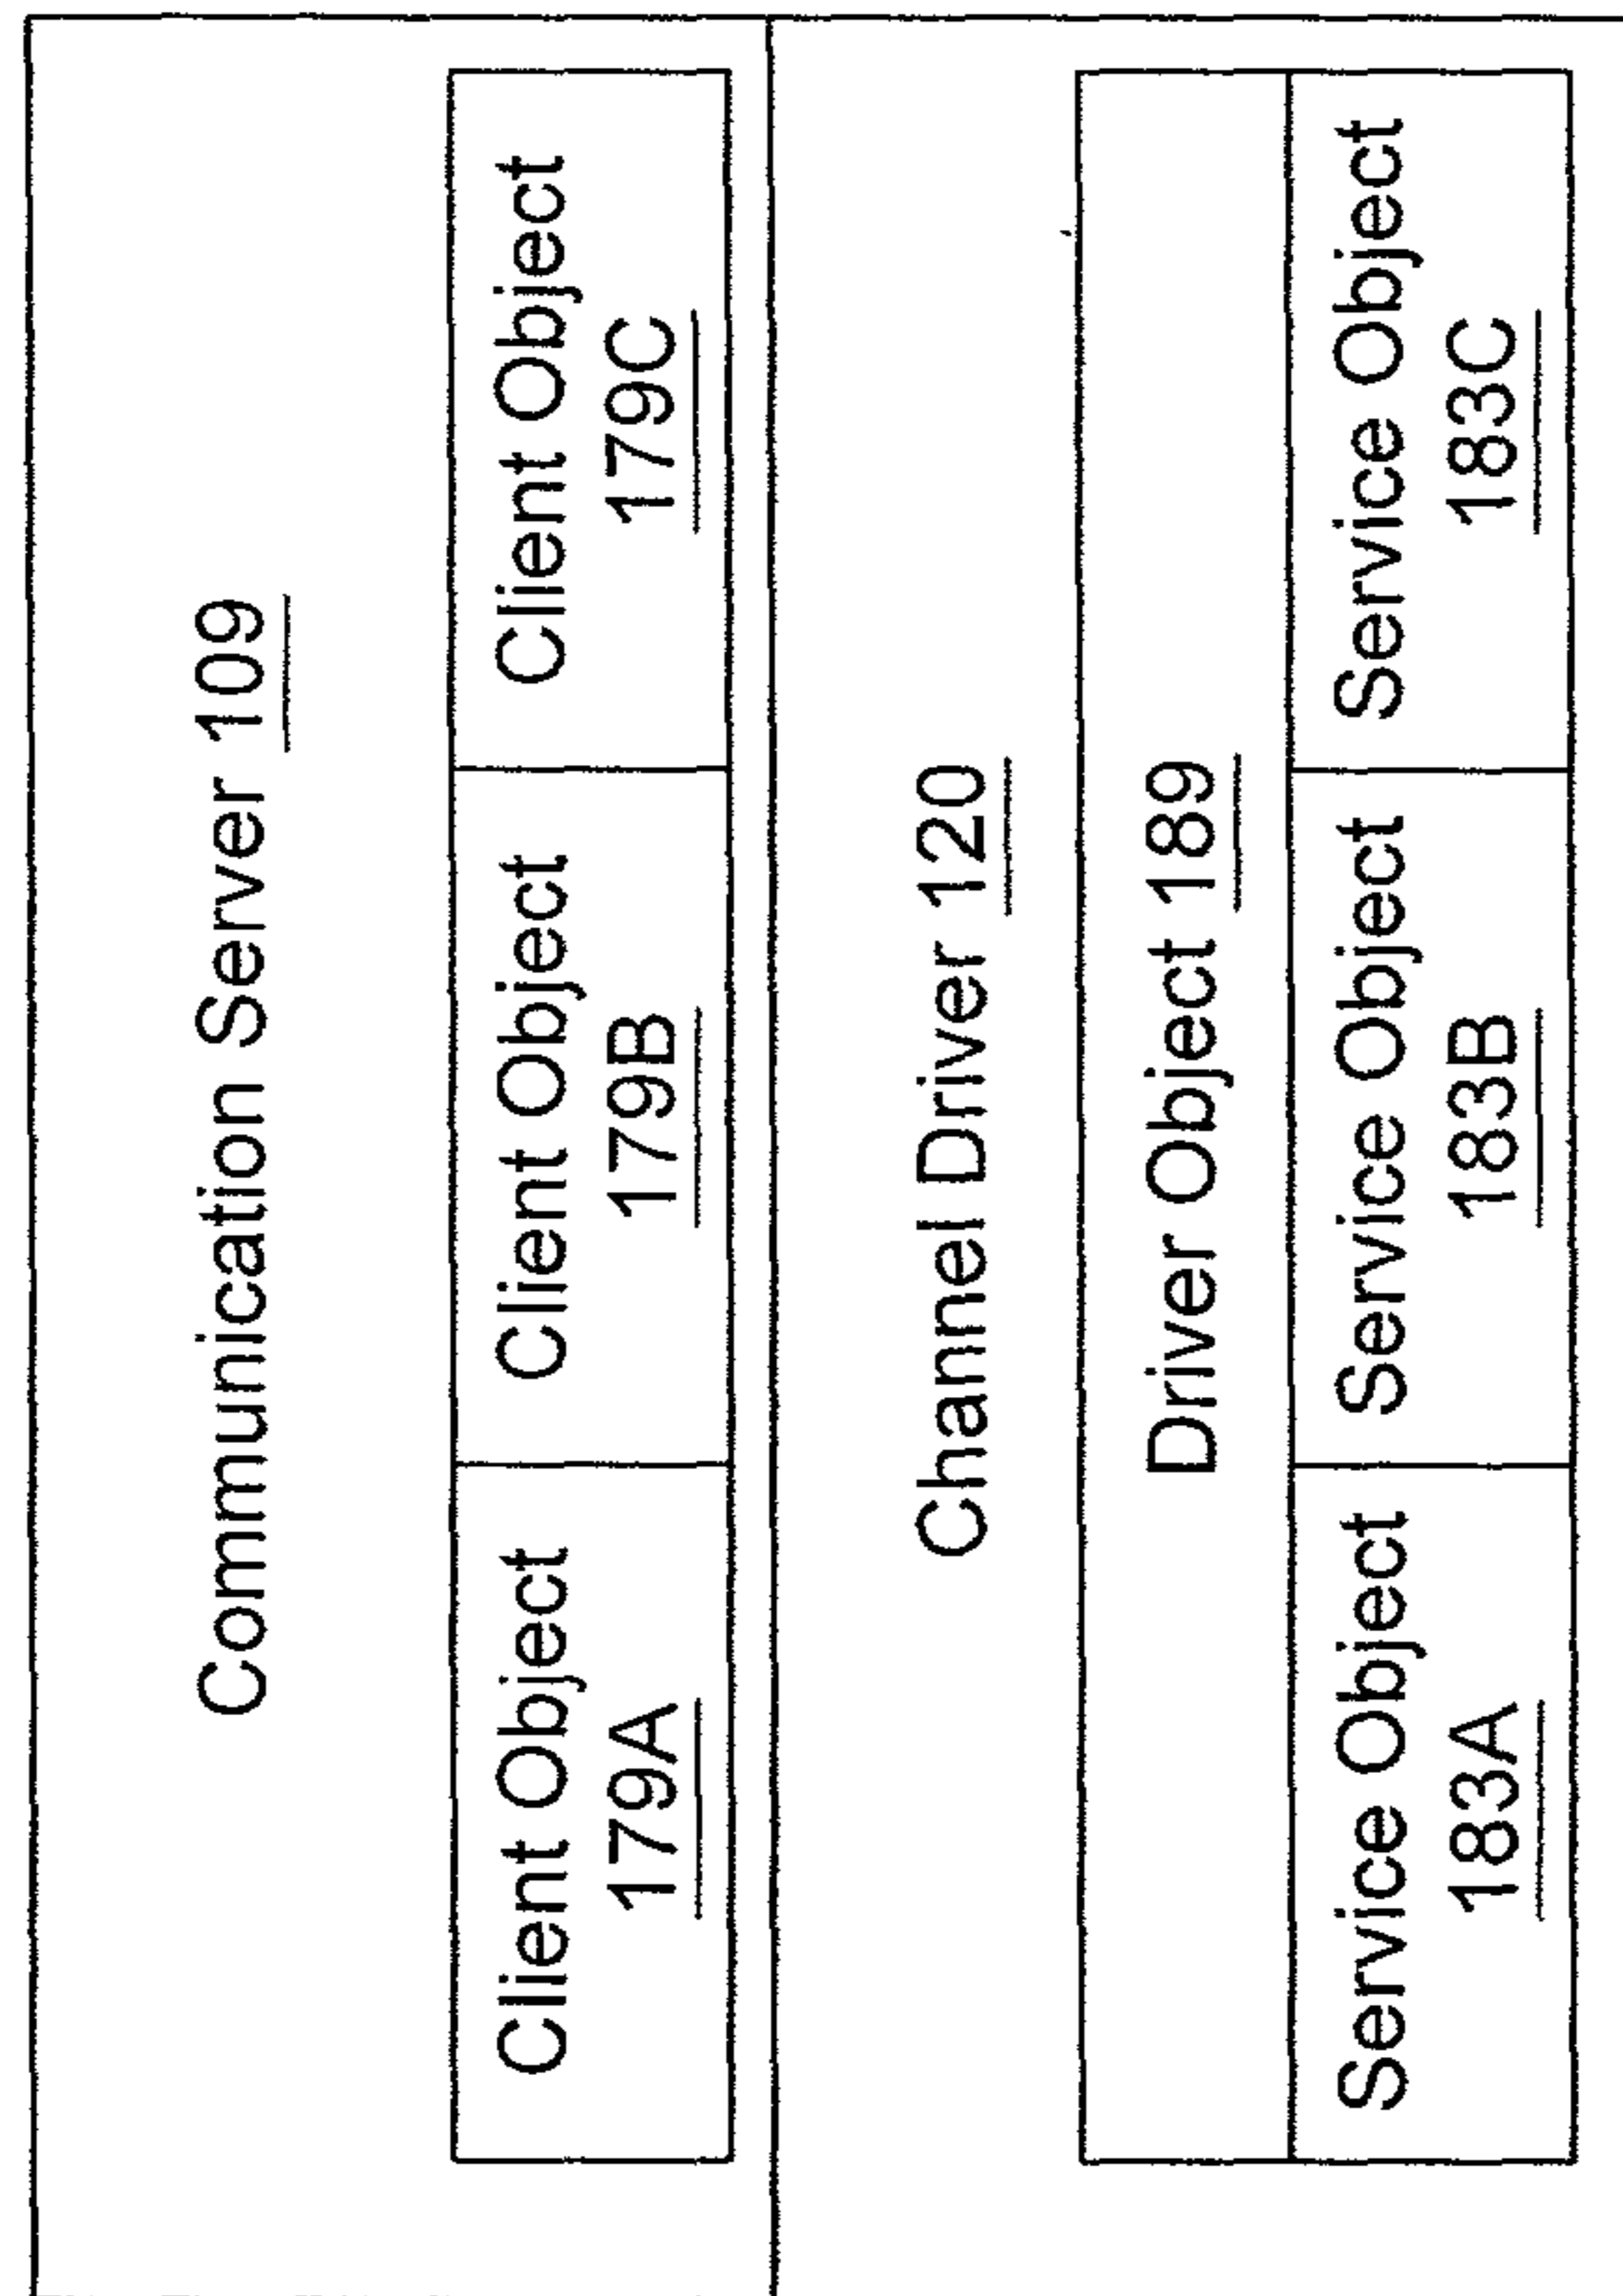 Communication Server 109
Client Object
179A
Client Object
179B
Client Object
179C
Channel Driver 120
Driver Object 189
Service Object
183A
Service Object
183B
Service Object
183C